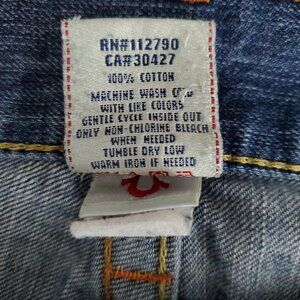 RN#112790
CA#30427
100% COTTON
MACHINE WASH COLD
WITH LIKE COLORS
GENTLE CYCLE INSIDE OUT
ONLY NON-CHLORINE BLEACH
WHEN NEEDED
TUMBLE DRY LOW
WARM IRON IF NEEDED